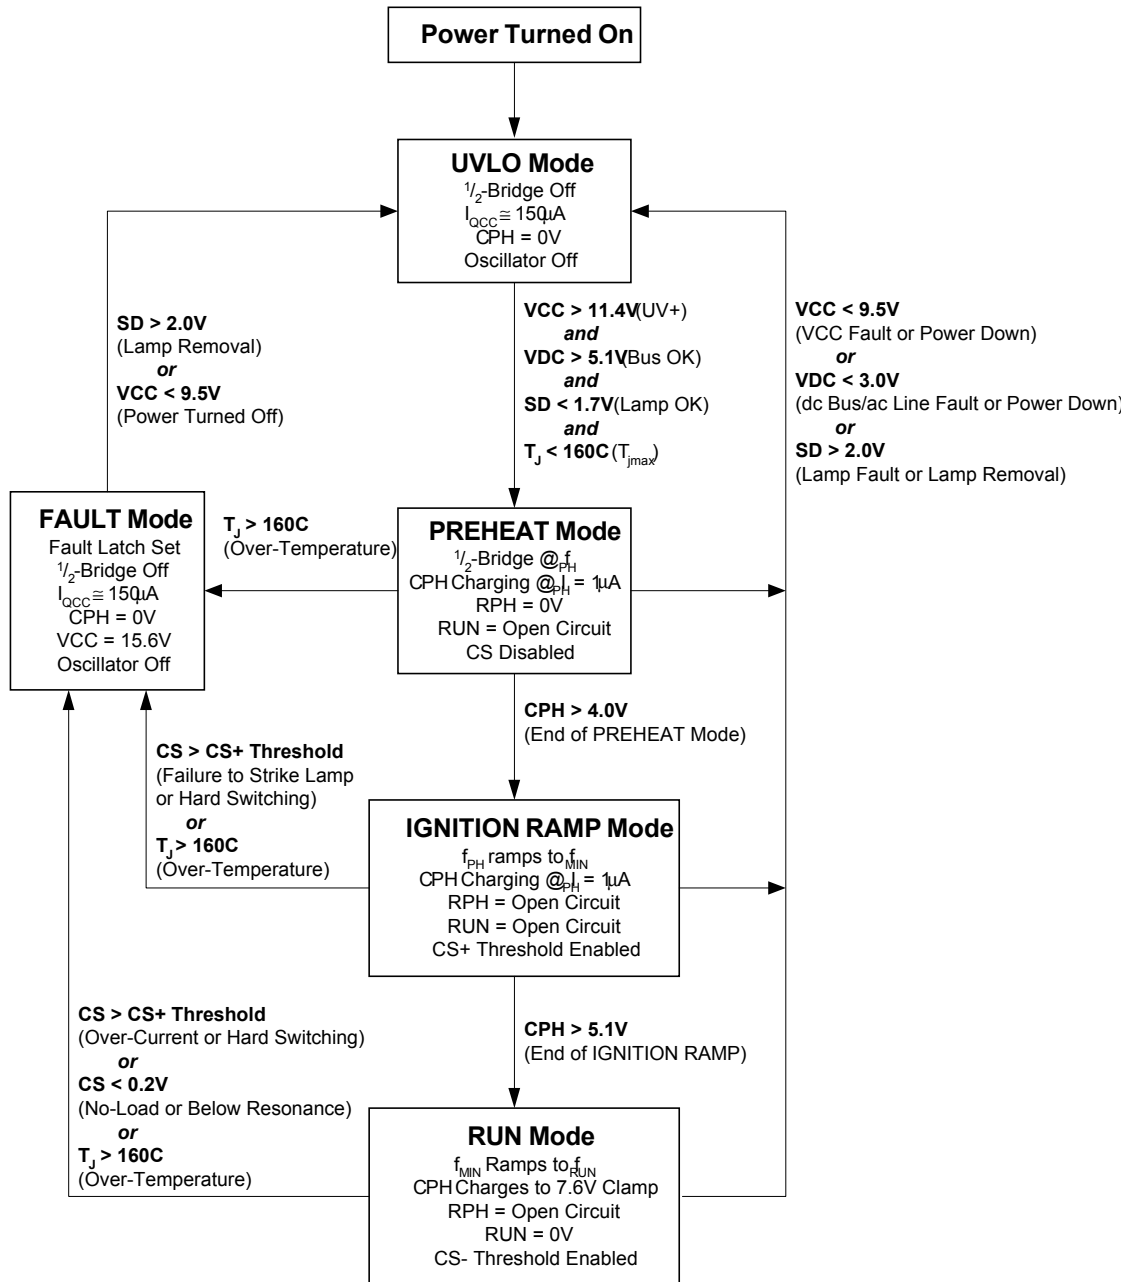 Power Turned On
UVLO Mode
1/2-Bridge Off
IQCC ≅ 150µA
CPH = 0V
Oscillator Off
SD > 2.0V
(Lamp Removal)
or
VCC < 9.5V
(Power Turned Off)
VCC > 11.4V(UV+)
and
VDC > 5.1V(Bus OK)
and
SD < 1.7V(Lamp OK)
and
TJ < 160C (Tjmax)
VCC < 9.5V
(VCC Fault or Power Down)
or
VDC < 3.0V
(dc Bus/ac Line Fault or Power Down)
or
SD > 2.0V
(Lamp Fault or Lamp Removal)
FAULT Mode
Fault Latch Set
1/2-Bridge Off
IQCC ≅ 150µA
CPH = 0V
VCC = 15.6V
Oscillator Off
TJ > 160C
(Over-Temperature)
PREHEAT Mode
1/2-Bridge @ fPH
CPH Charging @ IPH = 1µA
RPH = 0V
RUN = Open Circuit
CS Disabled
CPH > 4.0V
(End of PREHEAT Mode)
CS > CS+ Threshold
(Failure to Strike Lamp
or Hard Switching)
or
TJ > 160C
(Over-Temperature)
IGNITION RAMP Mode
fPH ramps to fMIN
CPH Charging @ IPH = 1µA
RPH = Open Circuit
RUN = Open Circuit
CS+ Threshold Enabled
CPH > 5.1V
(End of IGNITION RAMP)
CS > CS+ Threshold
(Over-Current or Hard Switching)
or
CS < 0.2V
(No-Load or Below Resonance)
or
TJ > 160C
(Over-Temperature)
RUN Mode
fMIN Ramps to fRUN
CPH Charges to 7.6V Clamp
RPH = Open Circuit
RUN = 0V
CS- Threshold Enabled